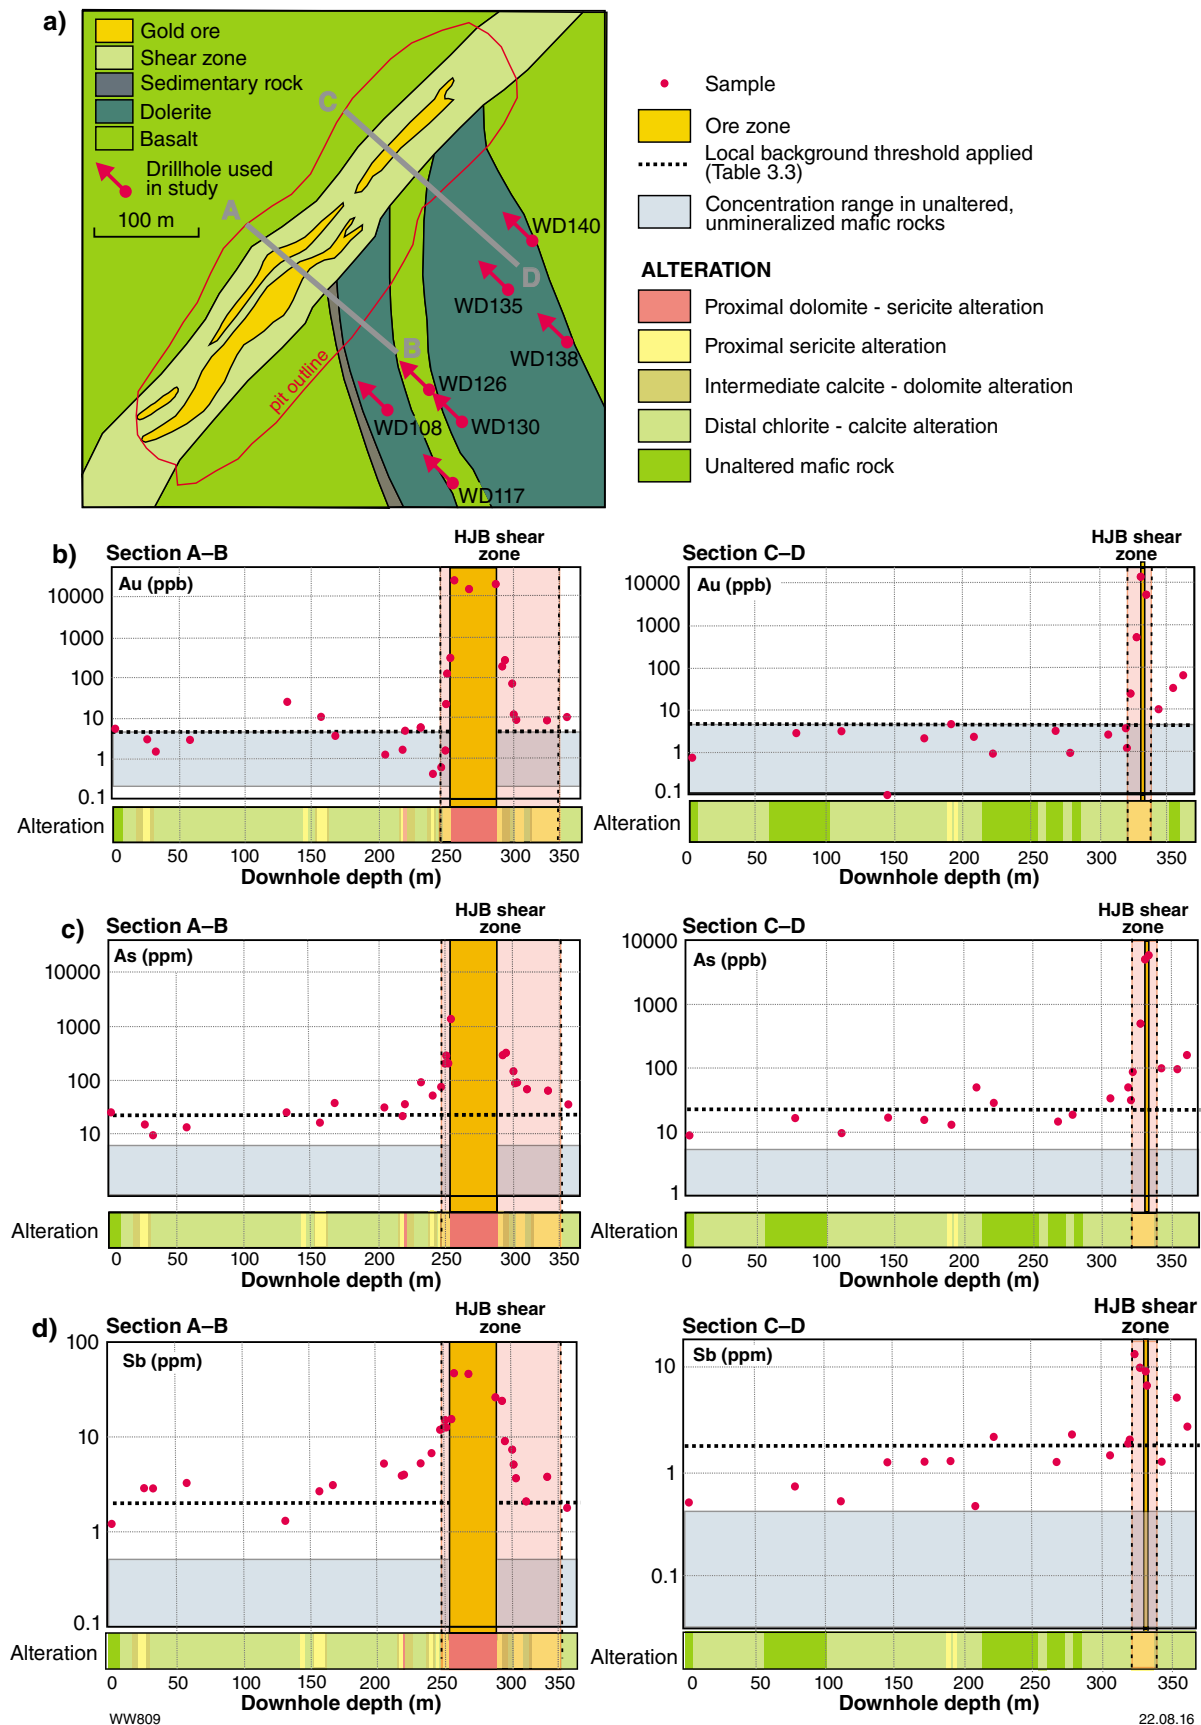 a)
Gold ore
Shear zone
Sedimentary rock
Dolerite
Basalt
Drillhole used
in study
100 m
A
B
C
D
pit outline
WD140
WD135
WD138
WD126
WD108
WD130
WD117
Sample
Ore zone
Local background threshold applied
(Table 3.3)
Concentration range in unaltered,
unmineralized mafic rocks
ALTERATION
Proximal dolomite - sericite alteration
Proximal sericite alteration
Intermediate calcite - dolomite alteration
Distal chlorite - calcite alteration
Unaltered mafic rock
b)
Section A–B
HJB shear
zone
Au (ppb)
10000
1000
100
10
1
0.1
Alteration
0 50 100 150 200 250 300 350
Downhole depth (m)
Section C–D
HJB shear
zone
Au (ppb)
10000
1000
100
10
1
0.1
Alteration
0 50 100 150 200 250 300 350
Downhole depth (m)
c)
Section A–B
HJB shear
zone
As (ppm)
10000
1000
100
10
Alteration
0 50 100 150 200 250 300 350
Downhole depth (m)
Section C–D
HJB shear
zone
As (ppb)
10000
1000
100
10
1
Alteration
0 50 100 150 200 250 300 350
Downhole depth (m)
d)
Section A–B
HJB shear
zone
Sb (ppm)
100
10
1
0.1
Alteration
0 50 100 150 200 250 300 350
Downhole depth (m)
Section C–D
HJB shear
zone
Sb (ppm)
10
1
0.1
Alteration
0 50 100 150 200 250 300 350
Downhole depth (m)
WW809
22.08.16